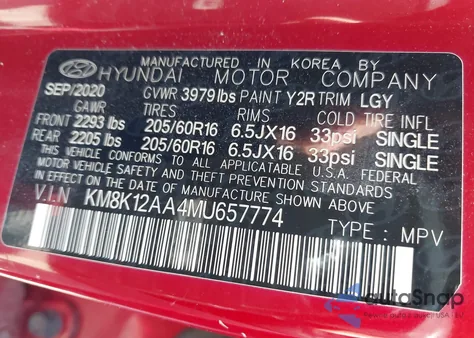 MANUFACTURED IN KOREA BY
HYUNDAI MOTOR COMPANY
SEP/2020 GVWR 3979 lbs PAINT Y2R TRIM LGY
GAWR TIRES RIMS COLD TIRE INFL
FRONT 2293 lbs 205/60R16 6.5JX16 33psi SINGLE
REAR 2205 lbs 205/60R16 6.5JX16 33psi SINGLE
THIS VEHICLE CONFORMS TO ALL APPLICABLE U.S.A. FEDERAL
MOTOR VEHICLE SAFETY AND THEFT PREVENTION STANDARDS
IN EFFECT ON THE DATE OF MANUFACTURE SHOWN ABOVE.
VIN KM8K12AA4MU657774
TYPE : MPV
autoSnap